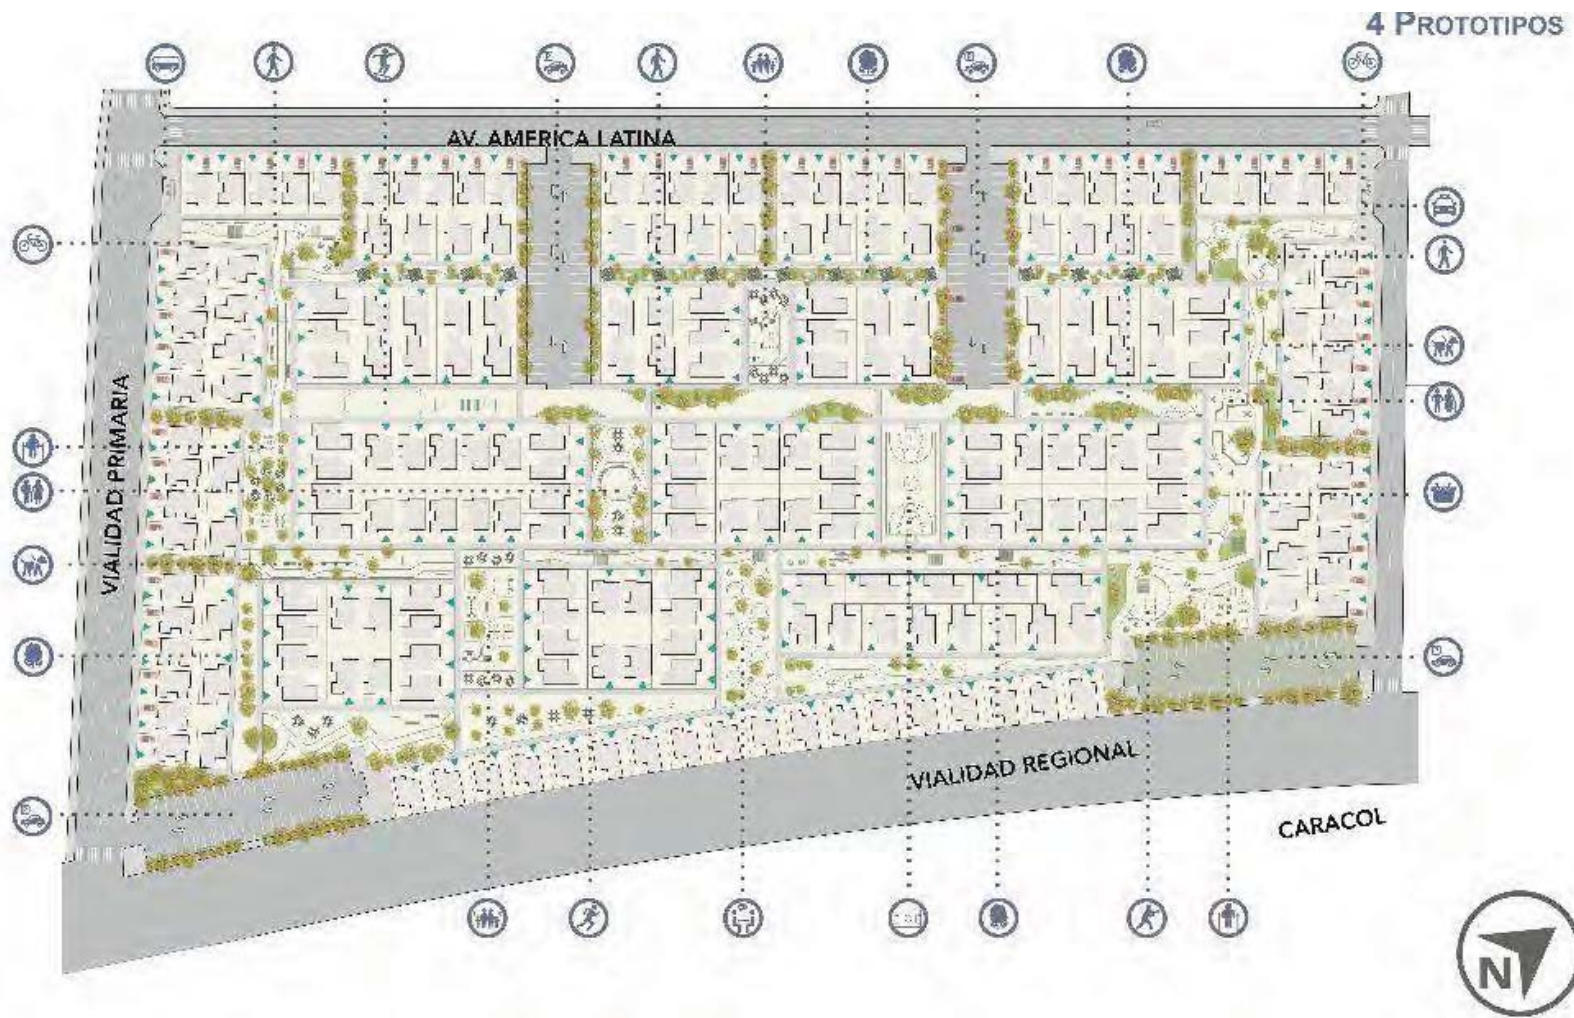 4 PROTOTIPOS
AV. AMERICA LATINA
VIALIDAD PRIMARIA
VIALIDAD REGIONAL
CARACOL
N